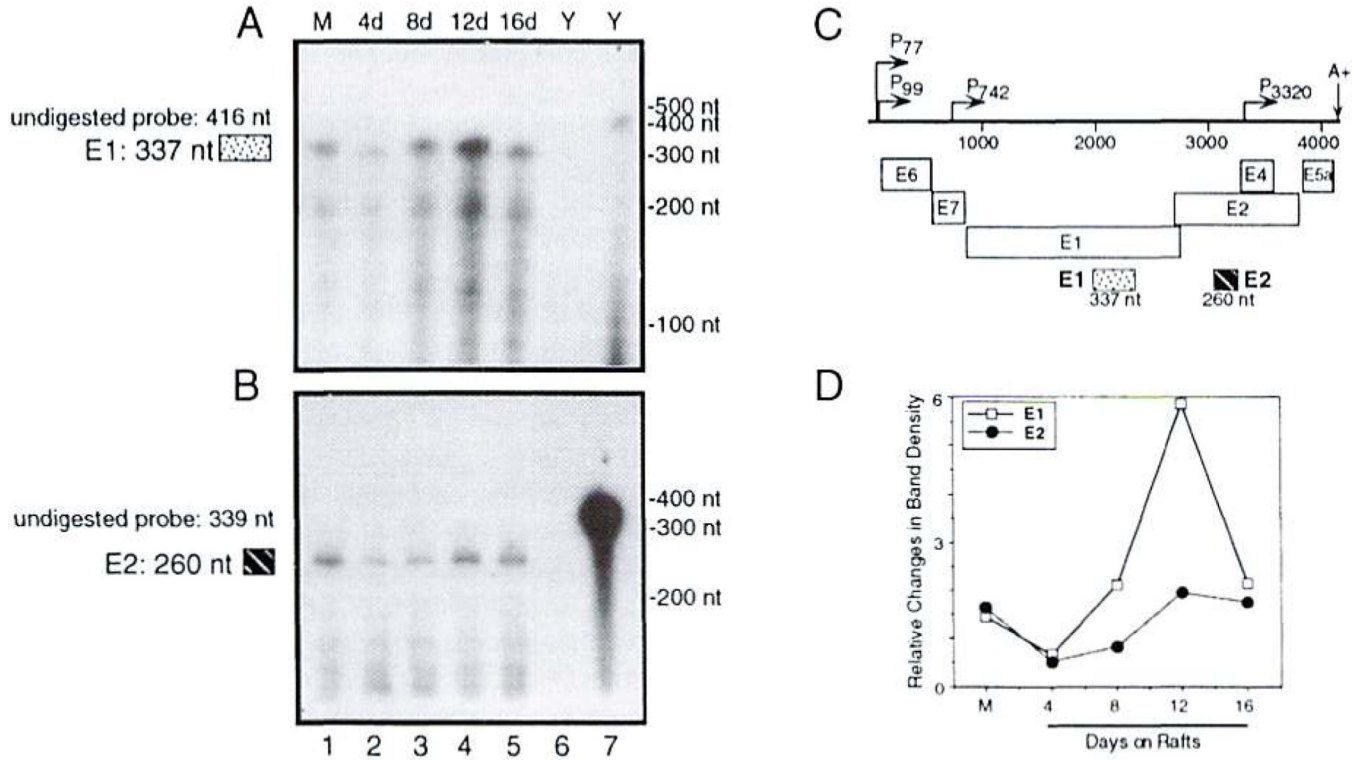 A
M 4d 8d 12d 16d Y Y
undigested probe: 416 nt
E1: 337 nt
-500 nt
-400 nt
-300 nt
-200 nt
-100 nt
B
undigested probe: 339 nt
E2: 260 nt
-400 nt
-300 nt
-200 nt
1 2 3 4 5 6 7
C
P77
P99
P742
P3320
A+
1000 2000 3000 4000
E6 E4 E5a
E7 E2
E1
E1 E2
337 nt 260 nt
D
Relative Changes in Band Density
6
3
0
E1
E2
M 4 8 12 16
Days on Rafts